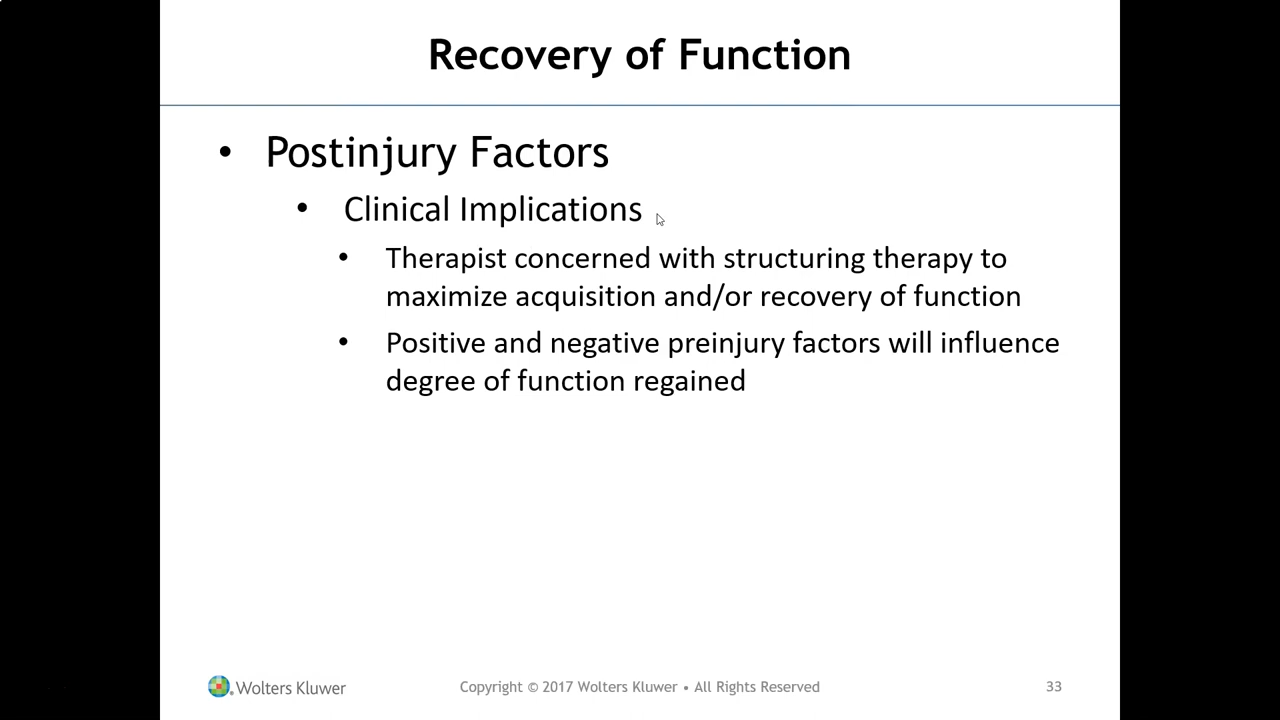 Recovery of Function
• Postinjury Factors
• Clinical Implications
• Therapist concerned with structuring therapy to
maximize acquisition and/or recovery of function
• Positive and negative preinjury factors will influence
degree of function regained
Wolters Kluwer
Copyright © 2017 Wolters Kluwer • All Rights Reserved
33